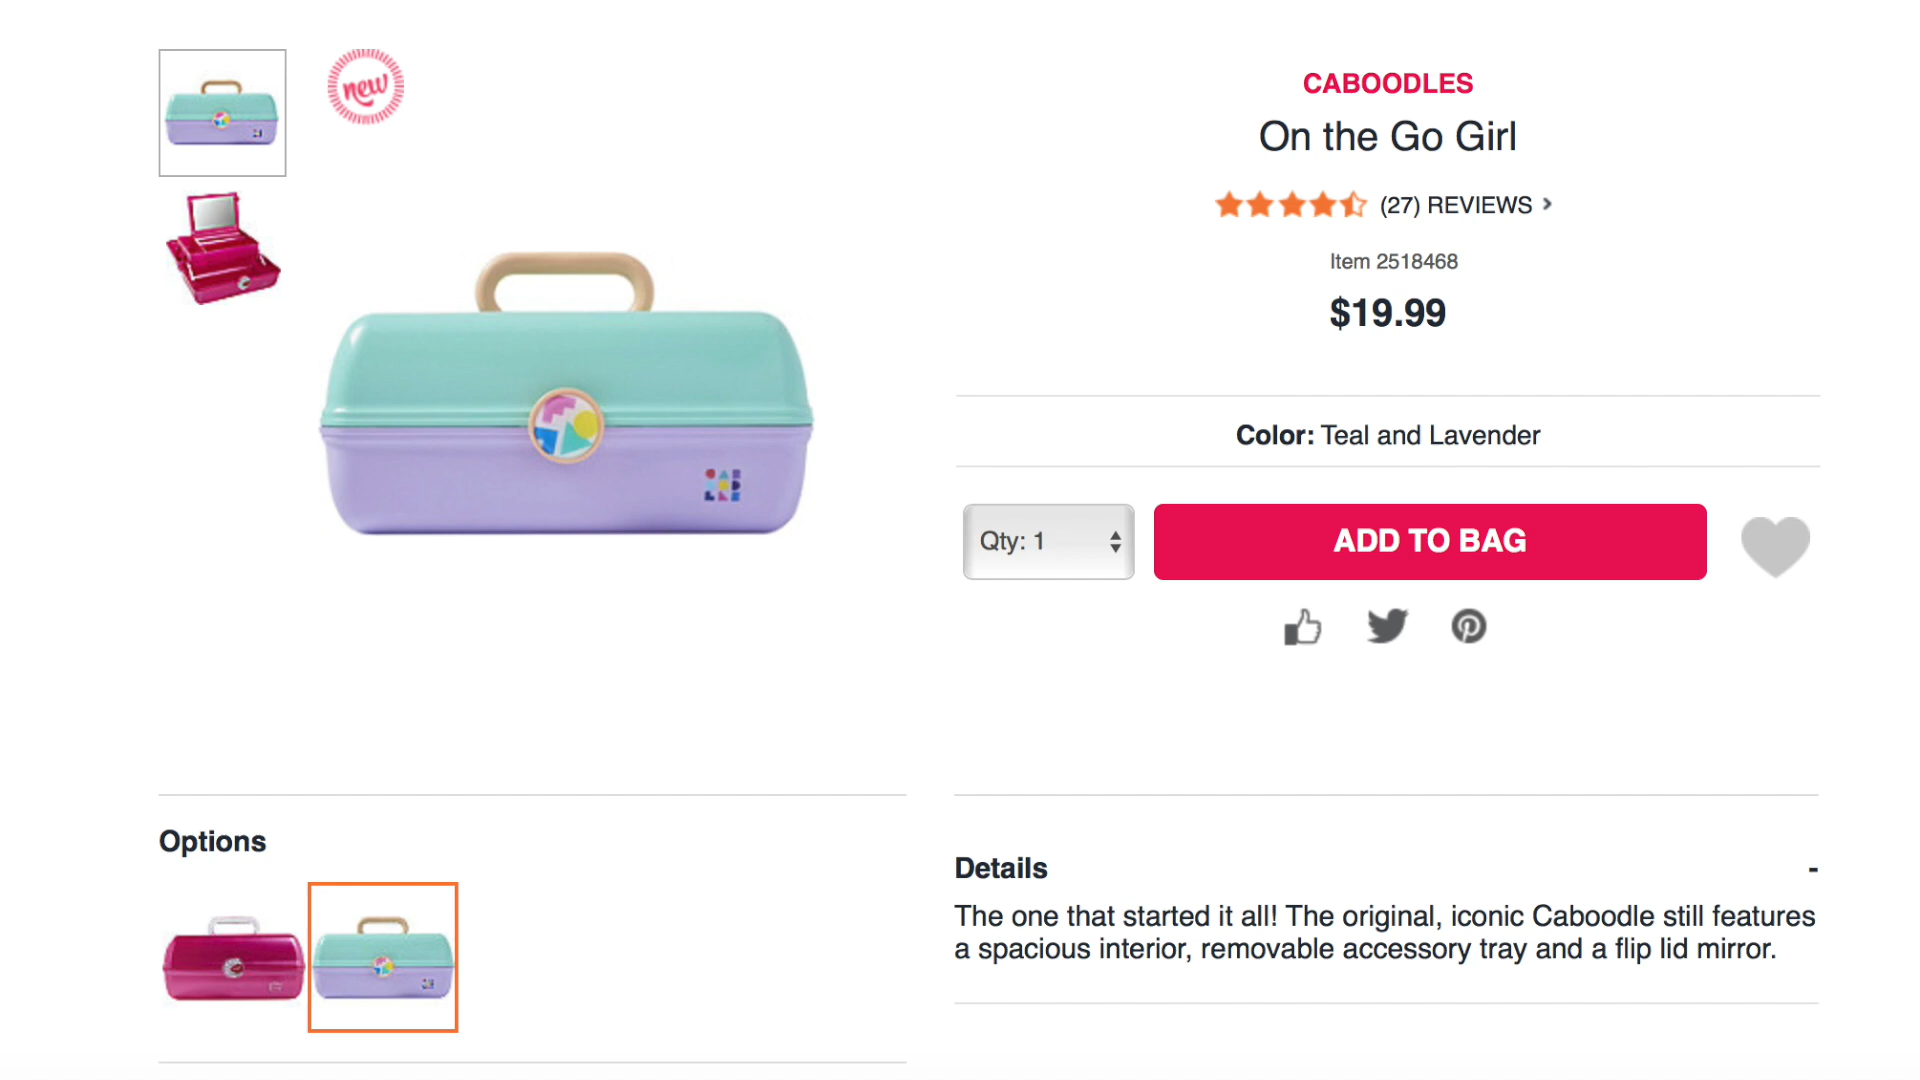 new
CABOODLES
On the Go Girl
(27) REVIEWS
Item 2518468
$19.99
Color: Teal and Lavender
Qty: 1
ADD TO BAG
Options
Details
-
The one that started it all! The original, iconic Caboodle still features
a spacious interior, removable accessory tray and a flip lid mirror.